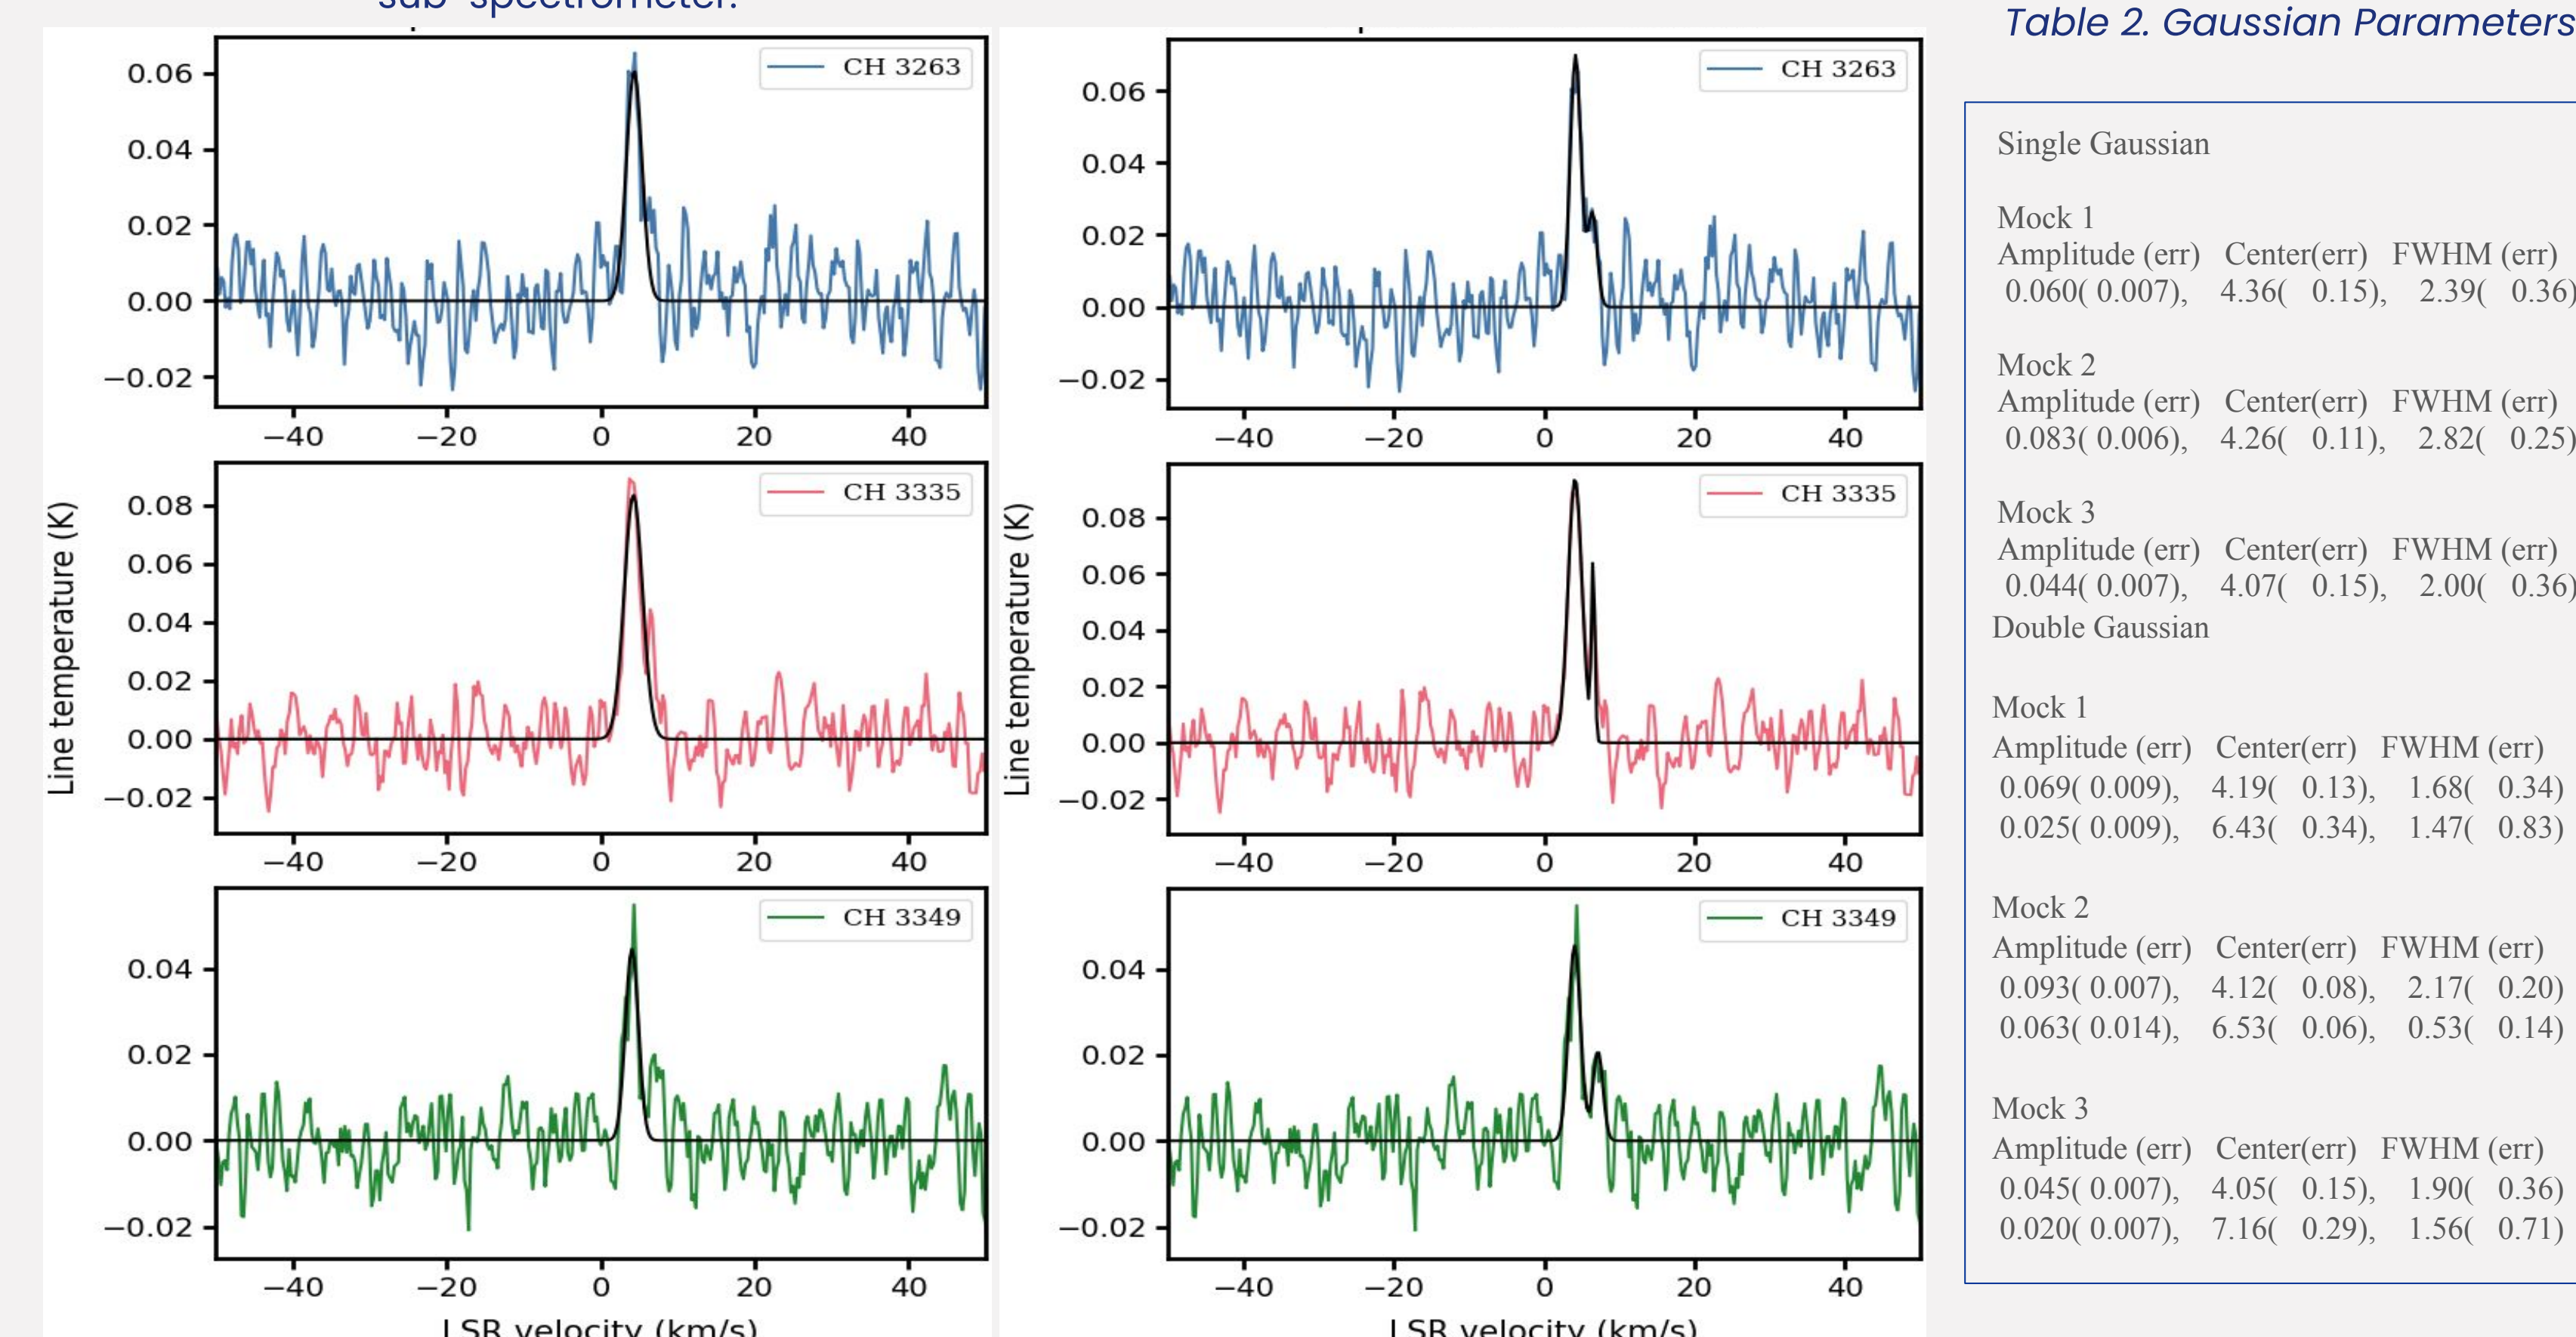 sub-spectrometer.
CH 3263
0.06
0.04
0.02
0.00
−0.02
−40 −20 0 20 40
CH 3335
Line temperature (K)
0.08
0.06
0.04
0.02
0.00
−0.02
−40 −20 0 20 40
CH 3349
0.04
0.02
0.00
−0.02
−40 −20 0 20 40
LSR velocity (km/s)
CH 3263
0.06
0.04
0.02
0.00
−0.02
−40 −20 0 20 40
CH 3335
Line temperature (K)
0.08
0.06
0.04
0.02
0.00
−0.02
−40 −20 0 20 40
CH 3349
0.04
0.02
0.00
−0.02
−40 −20 0 20 40
LSR velocity (km/s)
Table 2. Gaussian Parameters
Single Gaussian
Mock 1
Amplitude (err) Center(err) FWHM (err)
0.060( 0.007), 4.36( 0.15), 2.39( 0.36)
Mock 2
Amplitude (err) Center(err) FWHM (err)
0.083( 0.006), 4.26( 0.11), 2.82( 0.25)
Mock 3
Amplitude (err) Center(err) FWHM (err)
0.044( 0.007), 4.07( 0.15), 2.00( 0.36)
Double Gaussian
Mock 1
Amplitude (err) Center(err) FWHM (err)
0.069( 0.009), 4.19( 0.13), 1.68( 0.34)
0.025( 0.009), 6.43( 0.34), 1.47( 0.83)
Mock 2
Amplitude (err) Center(err) FWHM (err)
0.093( 0.007), 4.12( 0.08), 2.17( 0.20)
0.063( 0.014), 6.53( 0.06), 0.53( 0.14)
Mock 3
Amplitude (err) Center(err) FWHM (err)
0.045( 0.007), 4.05( 0.15), 1.90( 0.36)
0.020( 0.007), 7.16( 0.29), 1.56( 0.71)